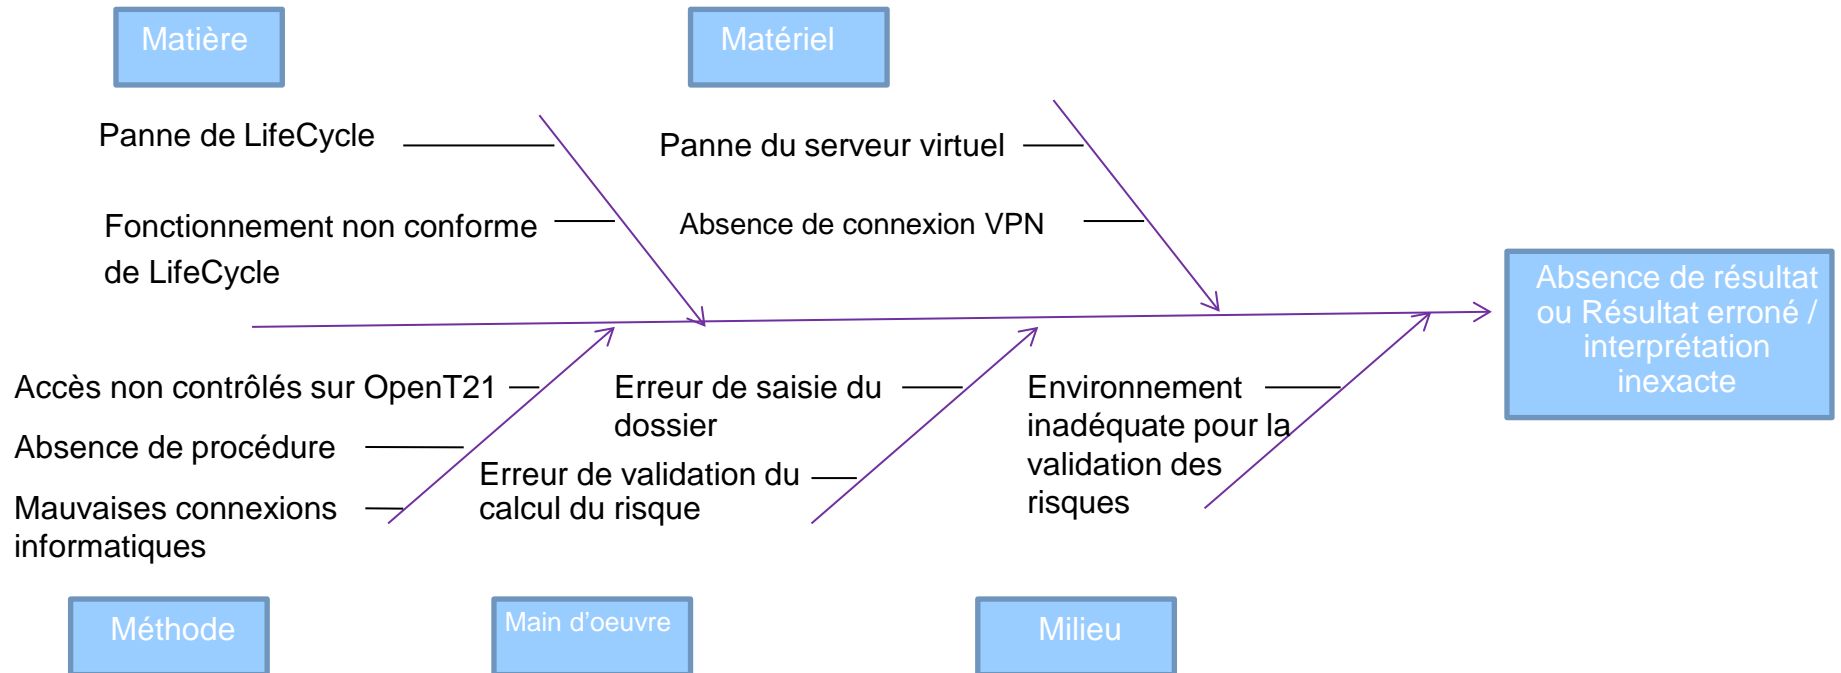 Matière
Matériel
Panne de LifeCycle
Panne du serveur virtuel
Fonctionnement non conforme
de LifeCycle
Absence de connexion VPN
Absence de résultat
ou Résultat erroné /
interprétation
inexacte
Accès non contrôlés sur OpenT21
Absence de procédure
Mauvaises connexions
informatiques
Erreur de saisie du
dossier
Erreur de validation du
calcul du risque
Environnement
inadéquate pour la
validation des
risques
Méthode
Main d’oeuvre
Milieu